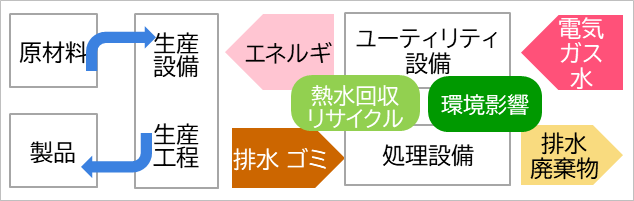 原材料
生産
設備
エネルギ
ユーティリティ
設備
電気
ガス
水
熱水回収
リサイクル
環境影響
製品
生産
工程
排水 ゴミ
処理設備
排水
廃棄物